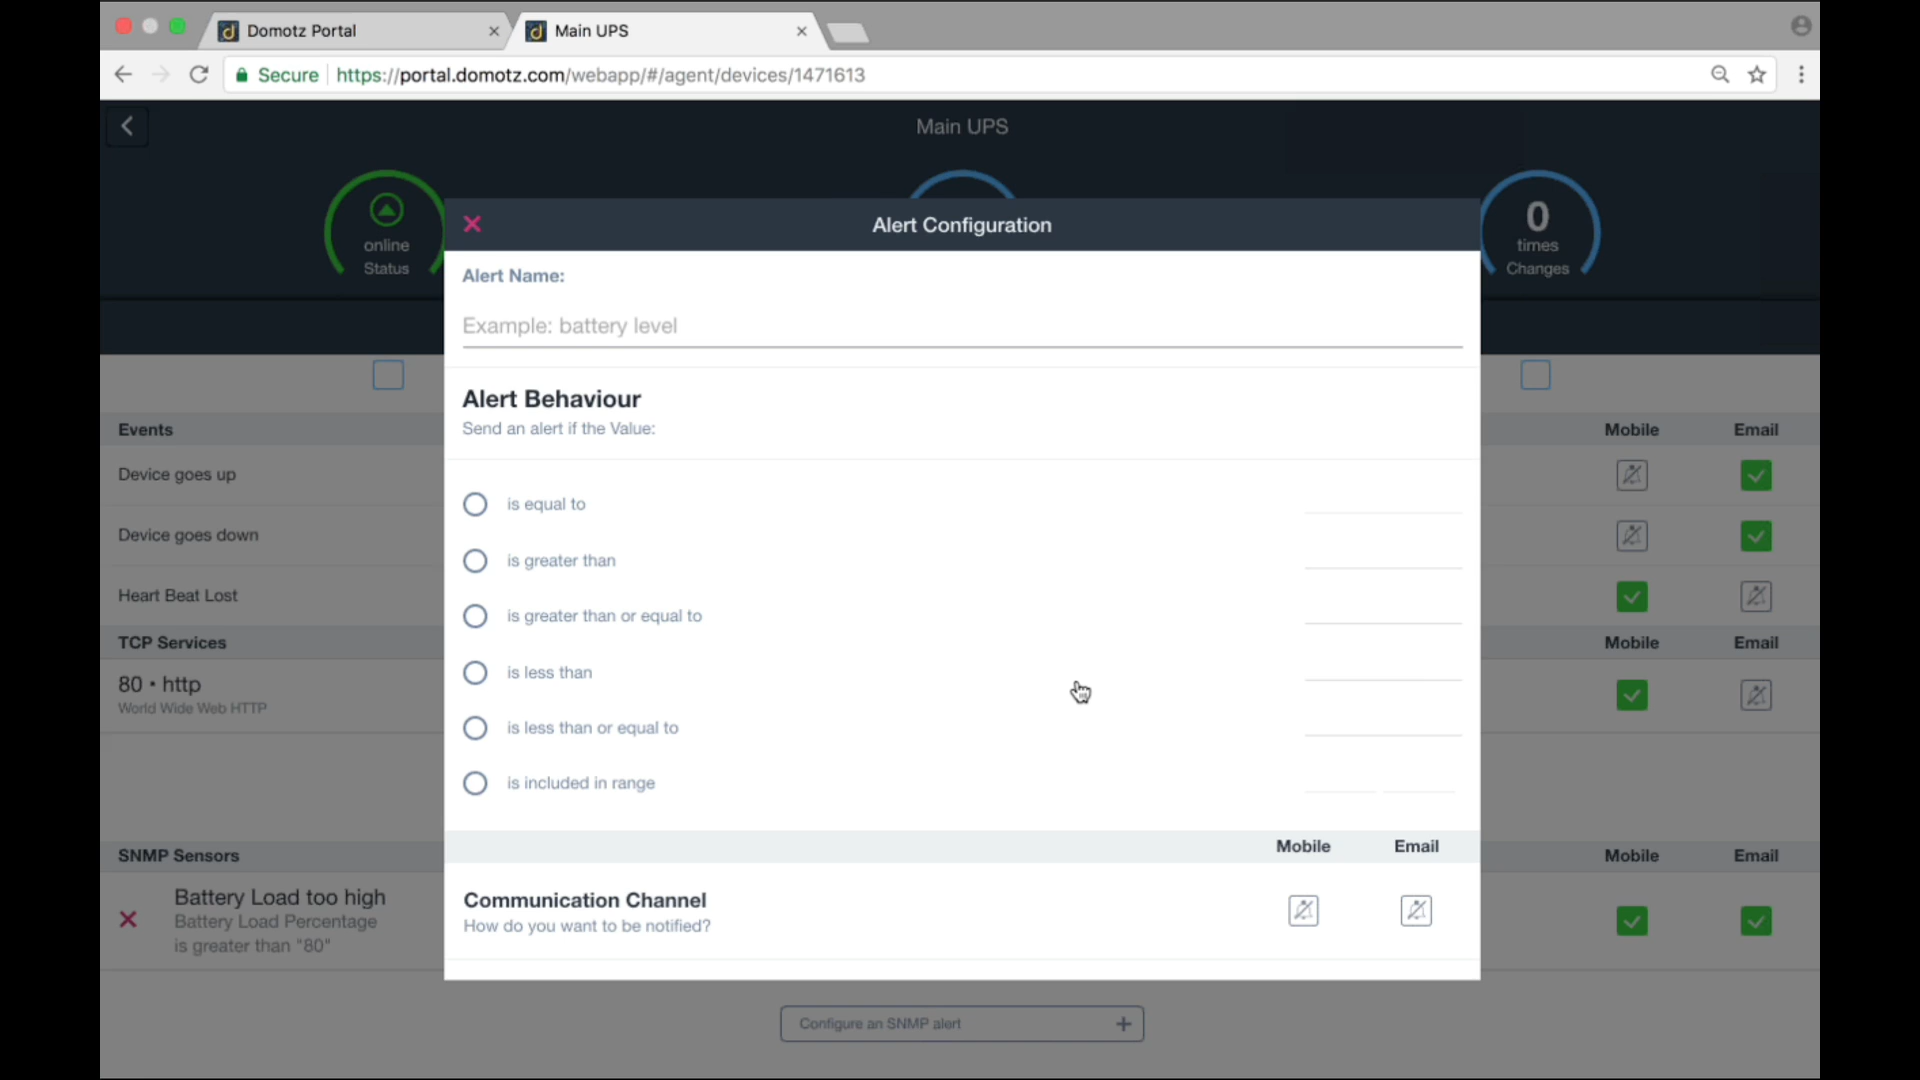 Domotz Portal
Main UPS
Secure https://portal.domotz.com/webapp/#/agent/devices/1471613
Main UPS
online
Status
0
times
Changes
Alert Configuration
Alert Name:
Example: battery level
Alert Behaviour
Send an alert if the Value:
is equal to
is greater than
is greater than or equal to
is less than
is less than or equal to
is included in range
Mobile Email
Communication Channel
How do you want to be notified?
Events Mobile Email
Device goes up
Device goes down
Heart Beat Lost
TCP Services Mobile Email
80 • http
World Wide Web HTTP
SNMP Sensors Mobile Email
Battery Load too high
Battery Load Percentage
is greater than "80"
Configure an SNMP alert +